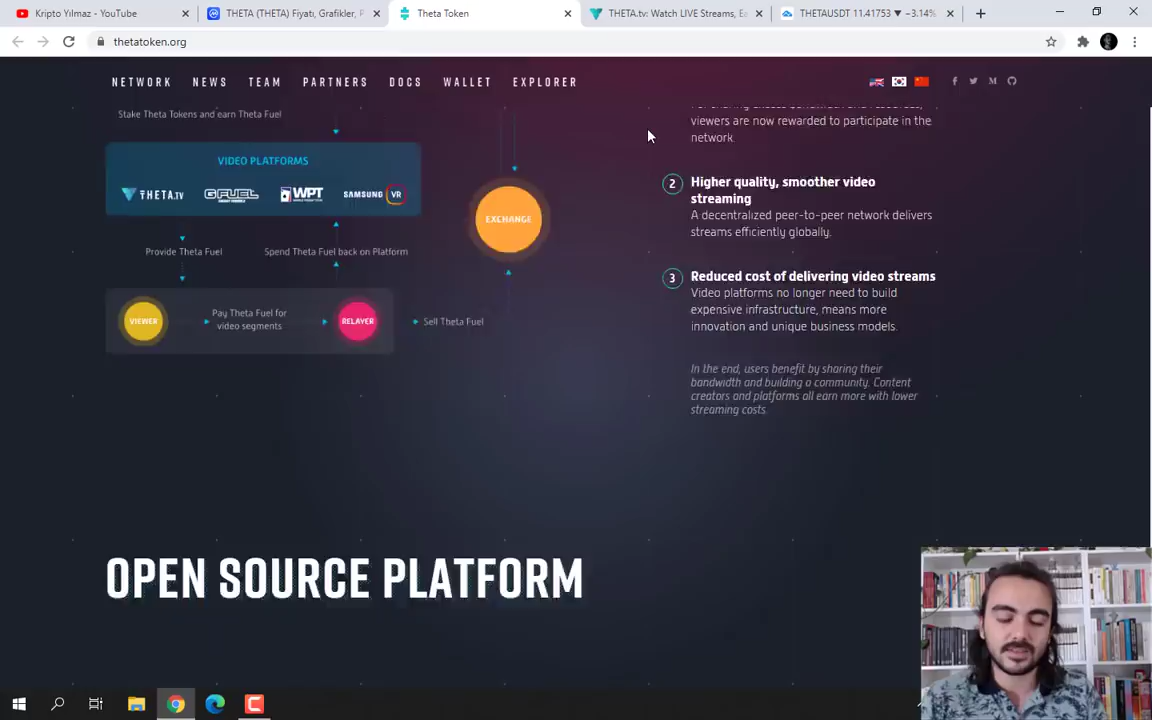 Kripto Yılmaz - YouTube
THETA (THETA) Fiyatı, Grafikler, P
Theta Token
THETA.tv: Watch LIVE Streams, Ea
THETAUSDT 11.41753 ▼ −3.14%
thetatoken.org
NETWORK NEWS TEAM PARTNERS DOCS WALLET EXPLORER
Stake Theta Tokens and earn Theta Fuel
VIDEO PLATFORMS
THETA.tv GFUEL WPT SAMSUNG VR
Provide Theta Fuel
Spend Theta Fuel back on Platform
EXCHANGE
VIEWER
Pay Theta Fuel for
video segments
RELAYER
Sell Theta Fuel
viewers are now rewarded to participate in the
network.
2
Higher quality, smoother video
streaming
A decentralized peer-to-peer network delivers
streams efficiently globally.
3
Reduced cost of delivering video streams
Video platforms no longer need to build
expensive infrastructure, means more
innovation and unique business models.
In the end, users benefit by sharing their
bandwidth and building a community. Content
creators and platforms all earn more with lower
streaming costs.
OPEN SOURCE PLATFORM